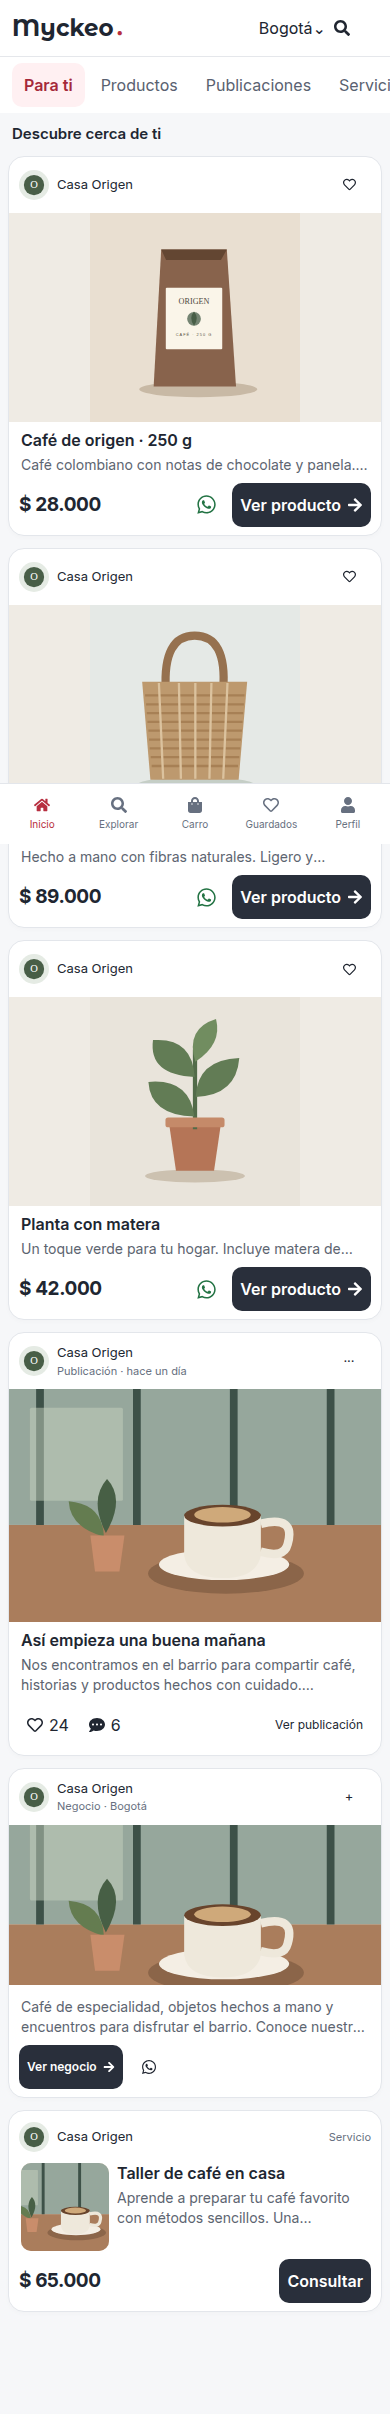 Myckeo.
Bogotá
Para ti
Productos
Publicaciones
Servici
Descubre cerca de ti
O
Casa Origen
ORIGEN
CAFÉ · 250 G
Café de origen · 250 g
Café colombiano con notas de chocolate y panela....
$ 28.000
Ver producto
O
Casa Origen
Inicio
Explorar
Carro
Guardados
Perfil
Hecho a mano con fibras naturales. Ligero y...
$ 89.000
Ver producto
O
Casa Origen
Planta con matera
Un toque verde para tu hogar. Incluye matera de...
$ 42.000
Ver producto
O
Casa Origen
Publicación · hace un día
...
Así empieza una buena mañana
Nos encontramos en el barrio para compartir café,
historias y productos hechos con cuidado....
24
6
Ver publicación
O
Casa Origen
Negocio · Bogotá
+
Café de especialidad, objetos hechos a mano y
encuentros para disfrutar el barrio. Conoce nuestr...
Ver negocio
O
Casa Origen
Servicio
Taller de café en casa
Aprende a preparar tu café favorito
con métodos sencillos. Una...
$ 65.000
Consultar